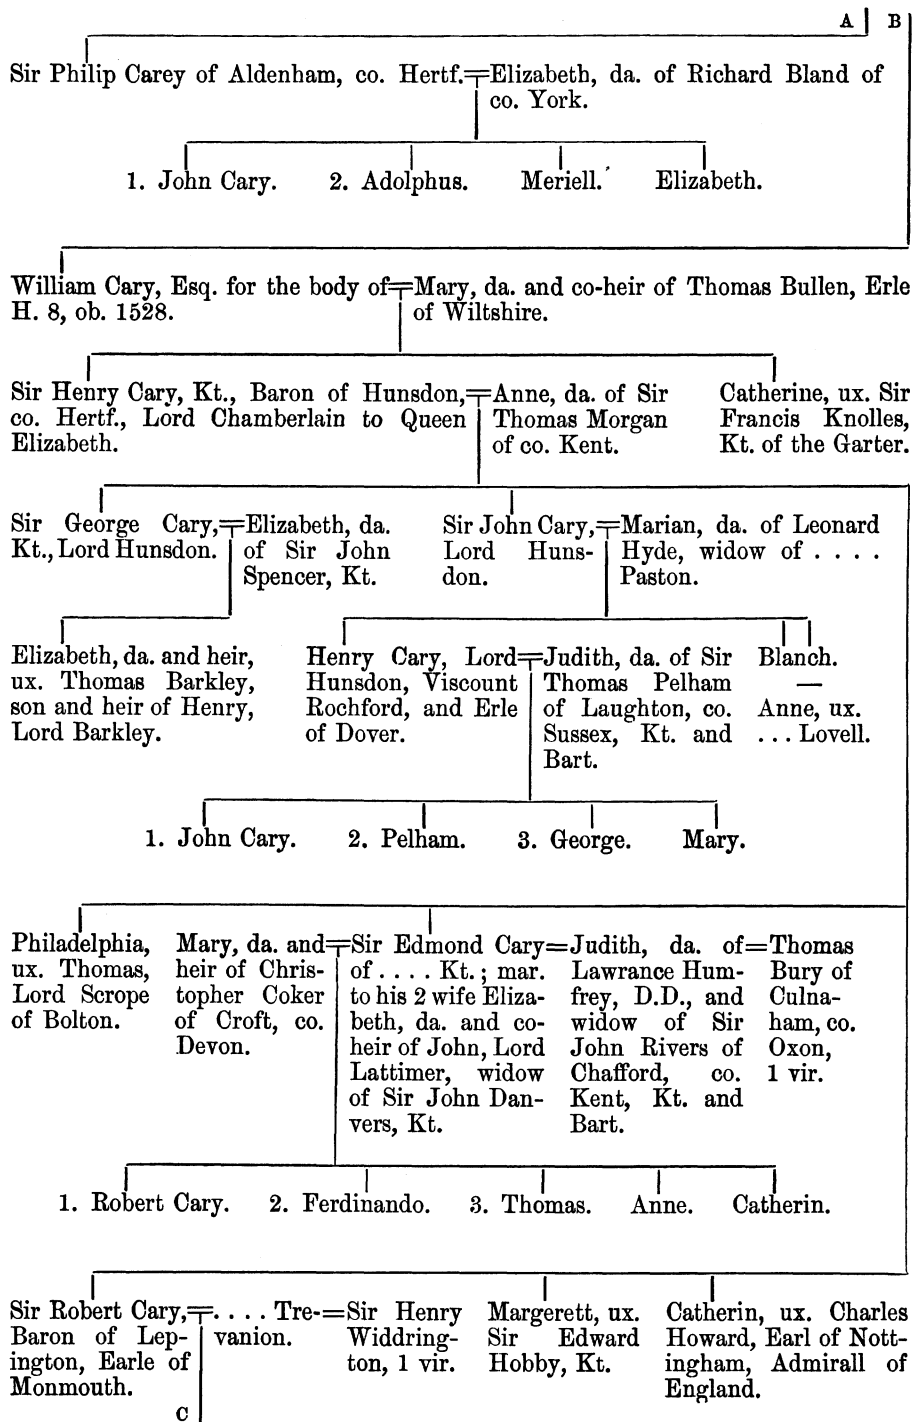 A B
Sir Philip Carey of Aldenham, co. Hertf.=Elizabeth, da. of Richard Bland of
co. York.
1. John Cary. 2. Adolphus. Meriell. Elizabeth.
William Cary, Esq. for the body of=Mary, da. and co-heir of Thomas Bullen, Erle
H. 8, ob. 1528. of Wiltshire.
Sir Henry Cary, Kt., Baron of Hunsdon,=Anne, da. of Sir Catherine, ux. Sir
co. Hertf., Lord Chamberlain to Queen Thomas Morgan Francis Knolles,
Elizabeth. of co. Kent. Kt. of the Garter.
Sir George Cary,=Elizabeth, da. Sir John Cary,=Marian, da. of Leonard
Kt., Lord Hunsdon. of Sir John Lord Huns- Hyde, widow of . . . .
Spencer, Kt. don. Paston.
Elizabeth, da. and heir, Henry Cary, Lord=Judith, da. of Sir Blanch.
ux. Thomas Barkley, Hunsdon, Viscount Thomas Pelham —
son and heir of Henry, Rochford, and Erle of Laughton, co. Anne, ux.
Lord Barkley. of Dover. Sussex, Kt. and . . . Lovell.
Bart.
1. John Cary. 2. Pelham. 3. George. Mary.
Philadelphia, Mary, da. and=Sir Edmond Cary=Judith, da. of=Thomas
ux. Thomas, heir of Chris- of . . . . Kt. ; mar. Lawrance Hum- Bury of
Lord Scrope topher Coker to his 2 wife Eliza- frey, D.D., and Culna-
of Bolton. of Croft, co. beth, da. and co- widow of Sir ham, co.
Devon. heir of John, Lord John Rivers of Oxon,
Lattimer, widow Chafford, co. 1 vir.
of Sir John Dan- Kent, Kt. and
vers, Kt. Bart.
1. Robert Cary. 2. Ferdinando. 3. Thomas. Anne. Catherin.
Sir Robert Cary,=. . . . Tre-=Sir Henry Margerett, ux. Catherin, ux. Charles
Baron of Lep- vanion. Widdring- Sir Edward Howard, Earl of Nott-
ington, Earle of ton, 1 vir. Hobby, Kt. ingham, Admirall of
Monmouth. England.
C